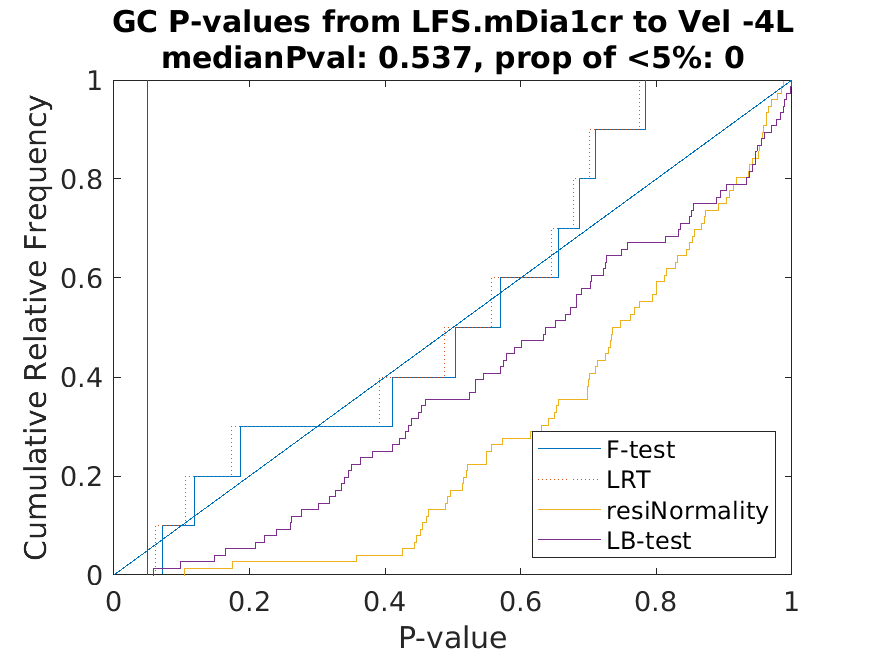 GC P-values from LFS.mDia1cr to Vel -4L
medianPval: 0.537, prop of <5%: 0
Cumulative Relative Frequency
1
0.8
0.6
0.4
0.2
0
0 0.2 0.4 0.6 0.8 1
P-value
F-test
LRT
resiNormality
LB-test